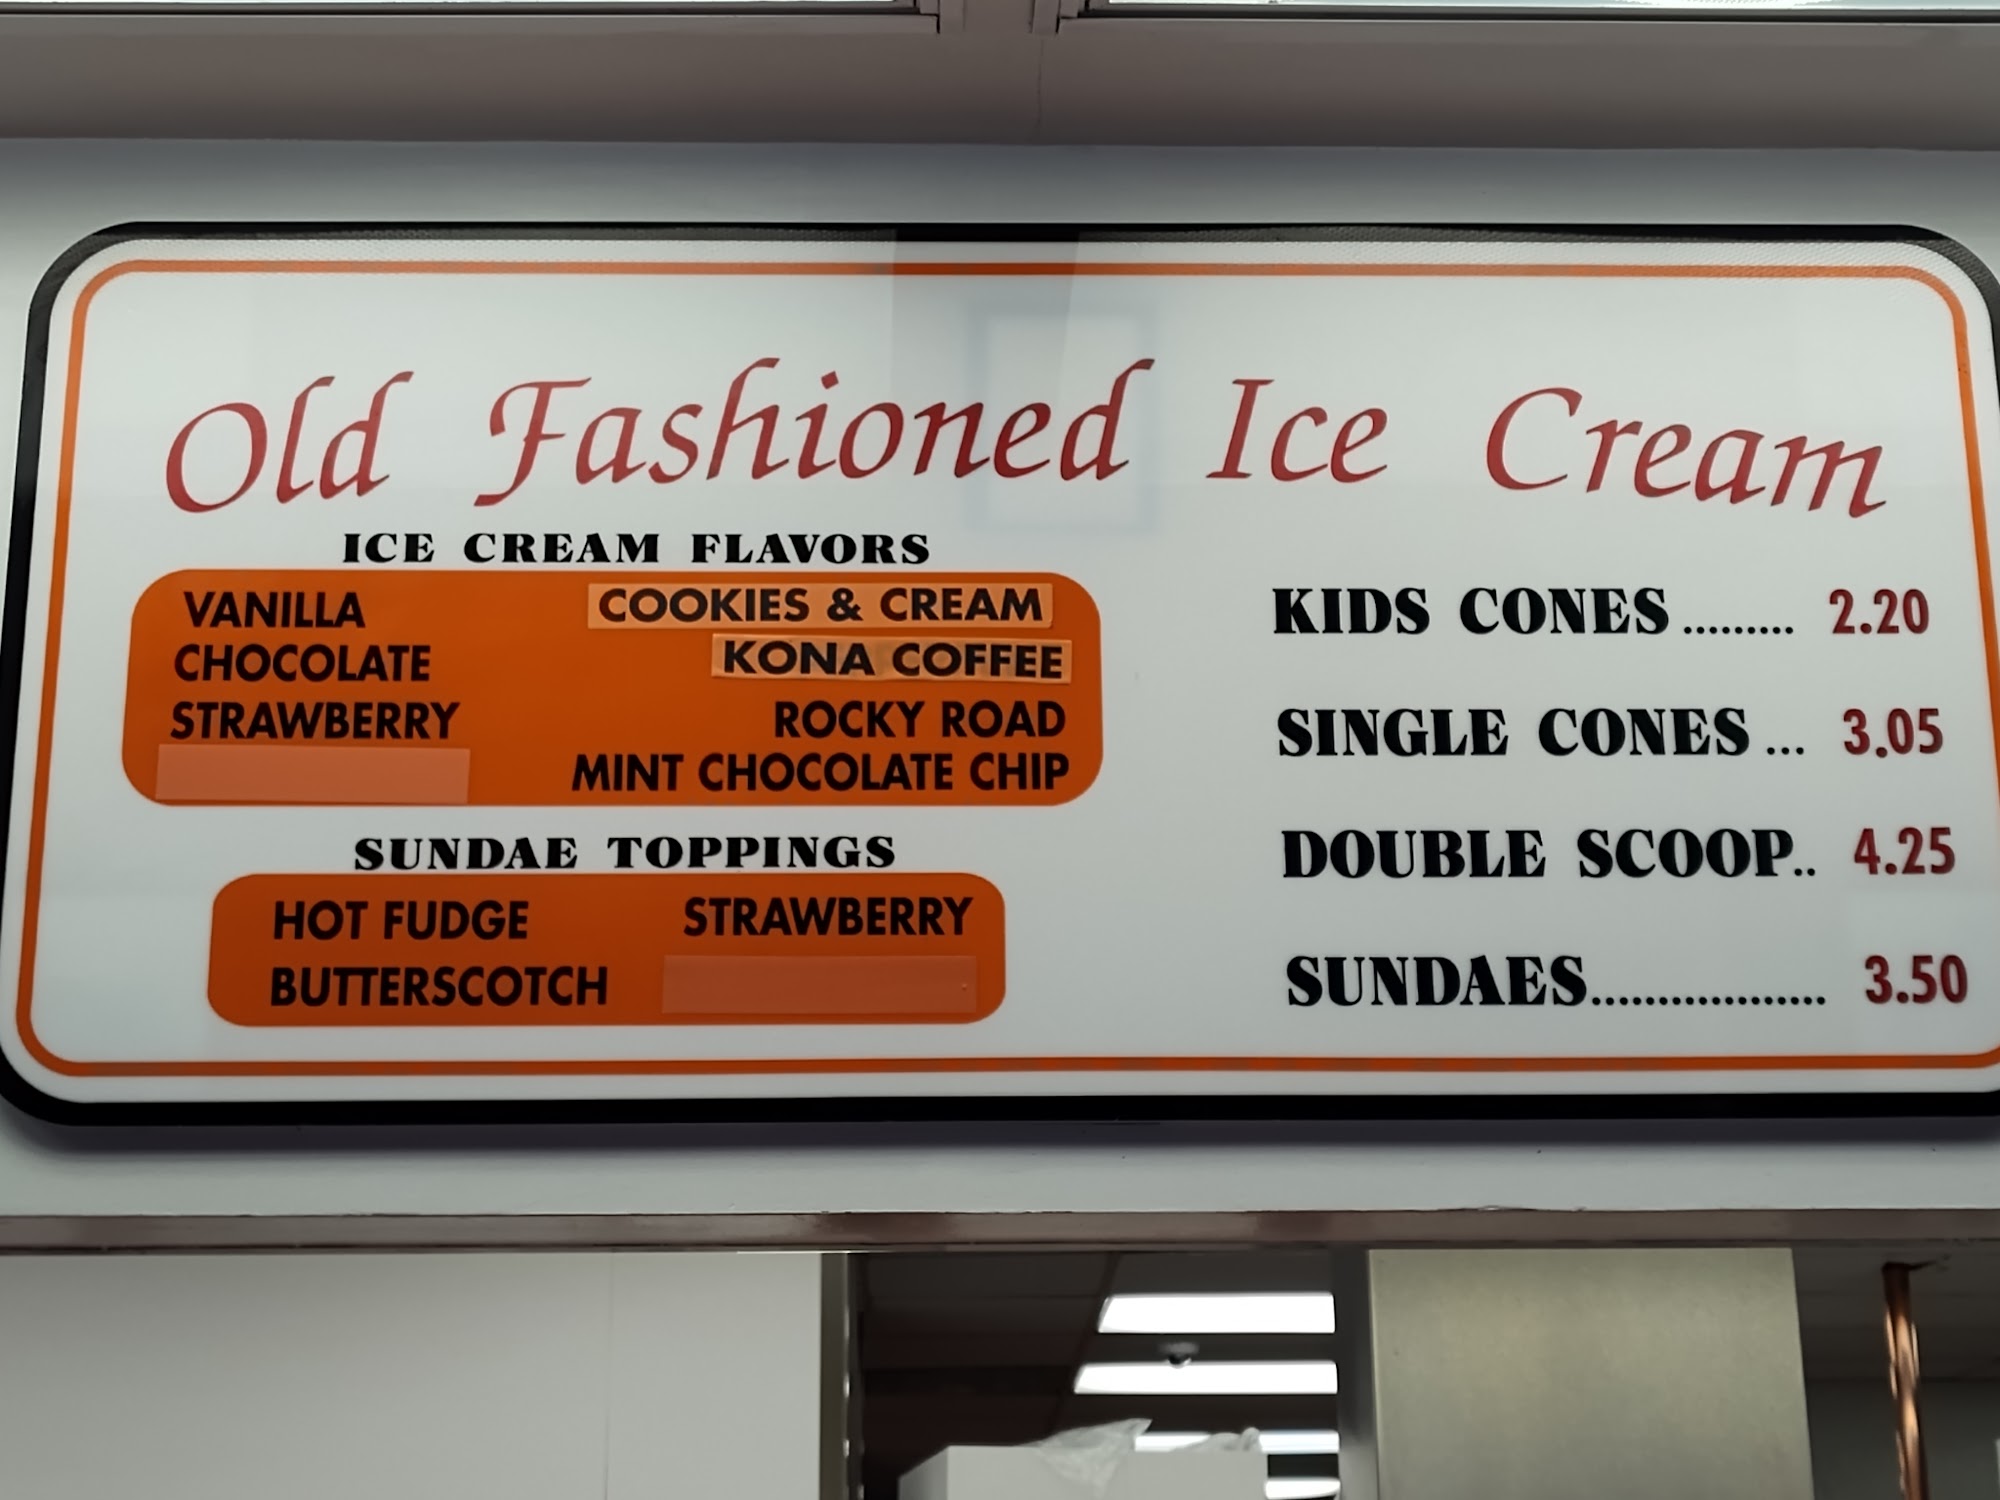 Old Fashioned Ice Cream
ICE CREAM FLAVORS
VANILLA
CHOCOLATE
STRAWBERRY
COOKIES & CREAM
KONA COFFEE
ROCKY ROAD
MINT CHOCOLATE CHIP
SUNDAE TOPPINGS
HOT FUDGE
BUTTERSCOTCH
STRAWBERRY
KIDS CONES ......... 2.20
SINGLE CONES ... 3.05
DOUBLE SCOOP.. 4.25
SUNDAES................... 3.50